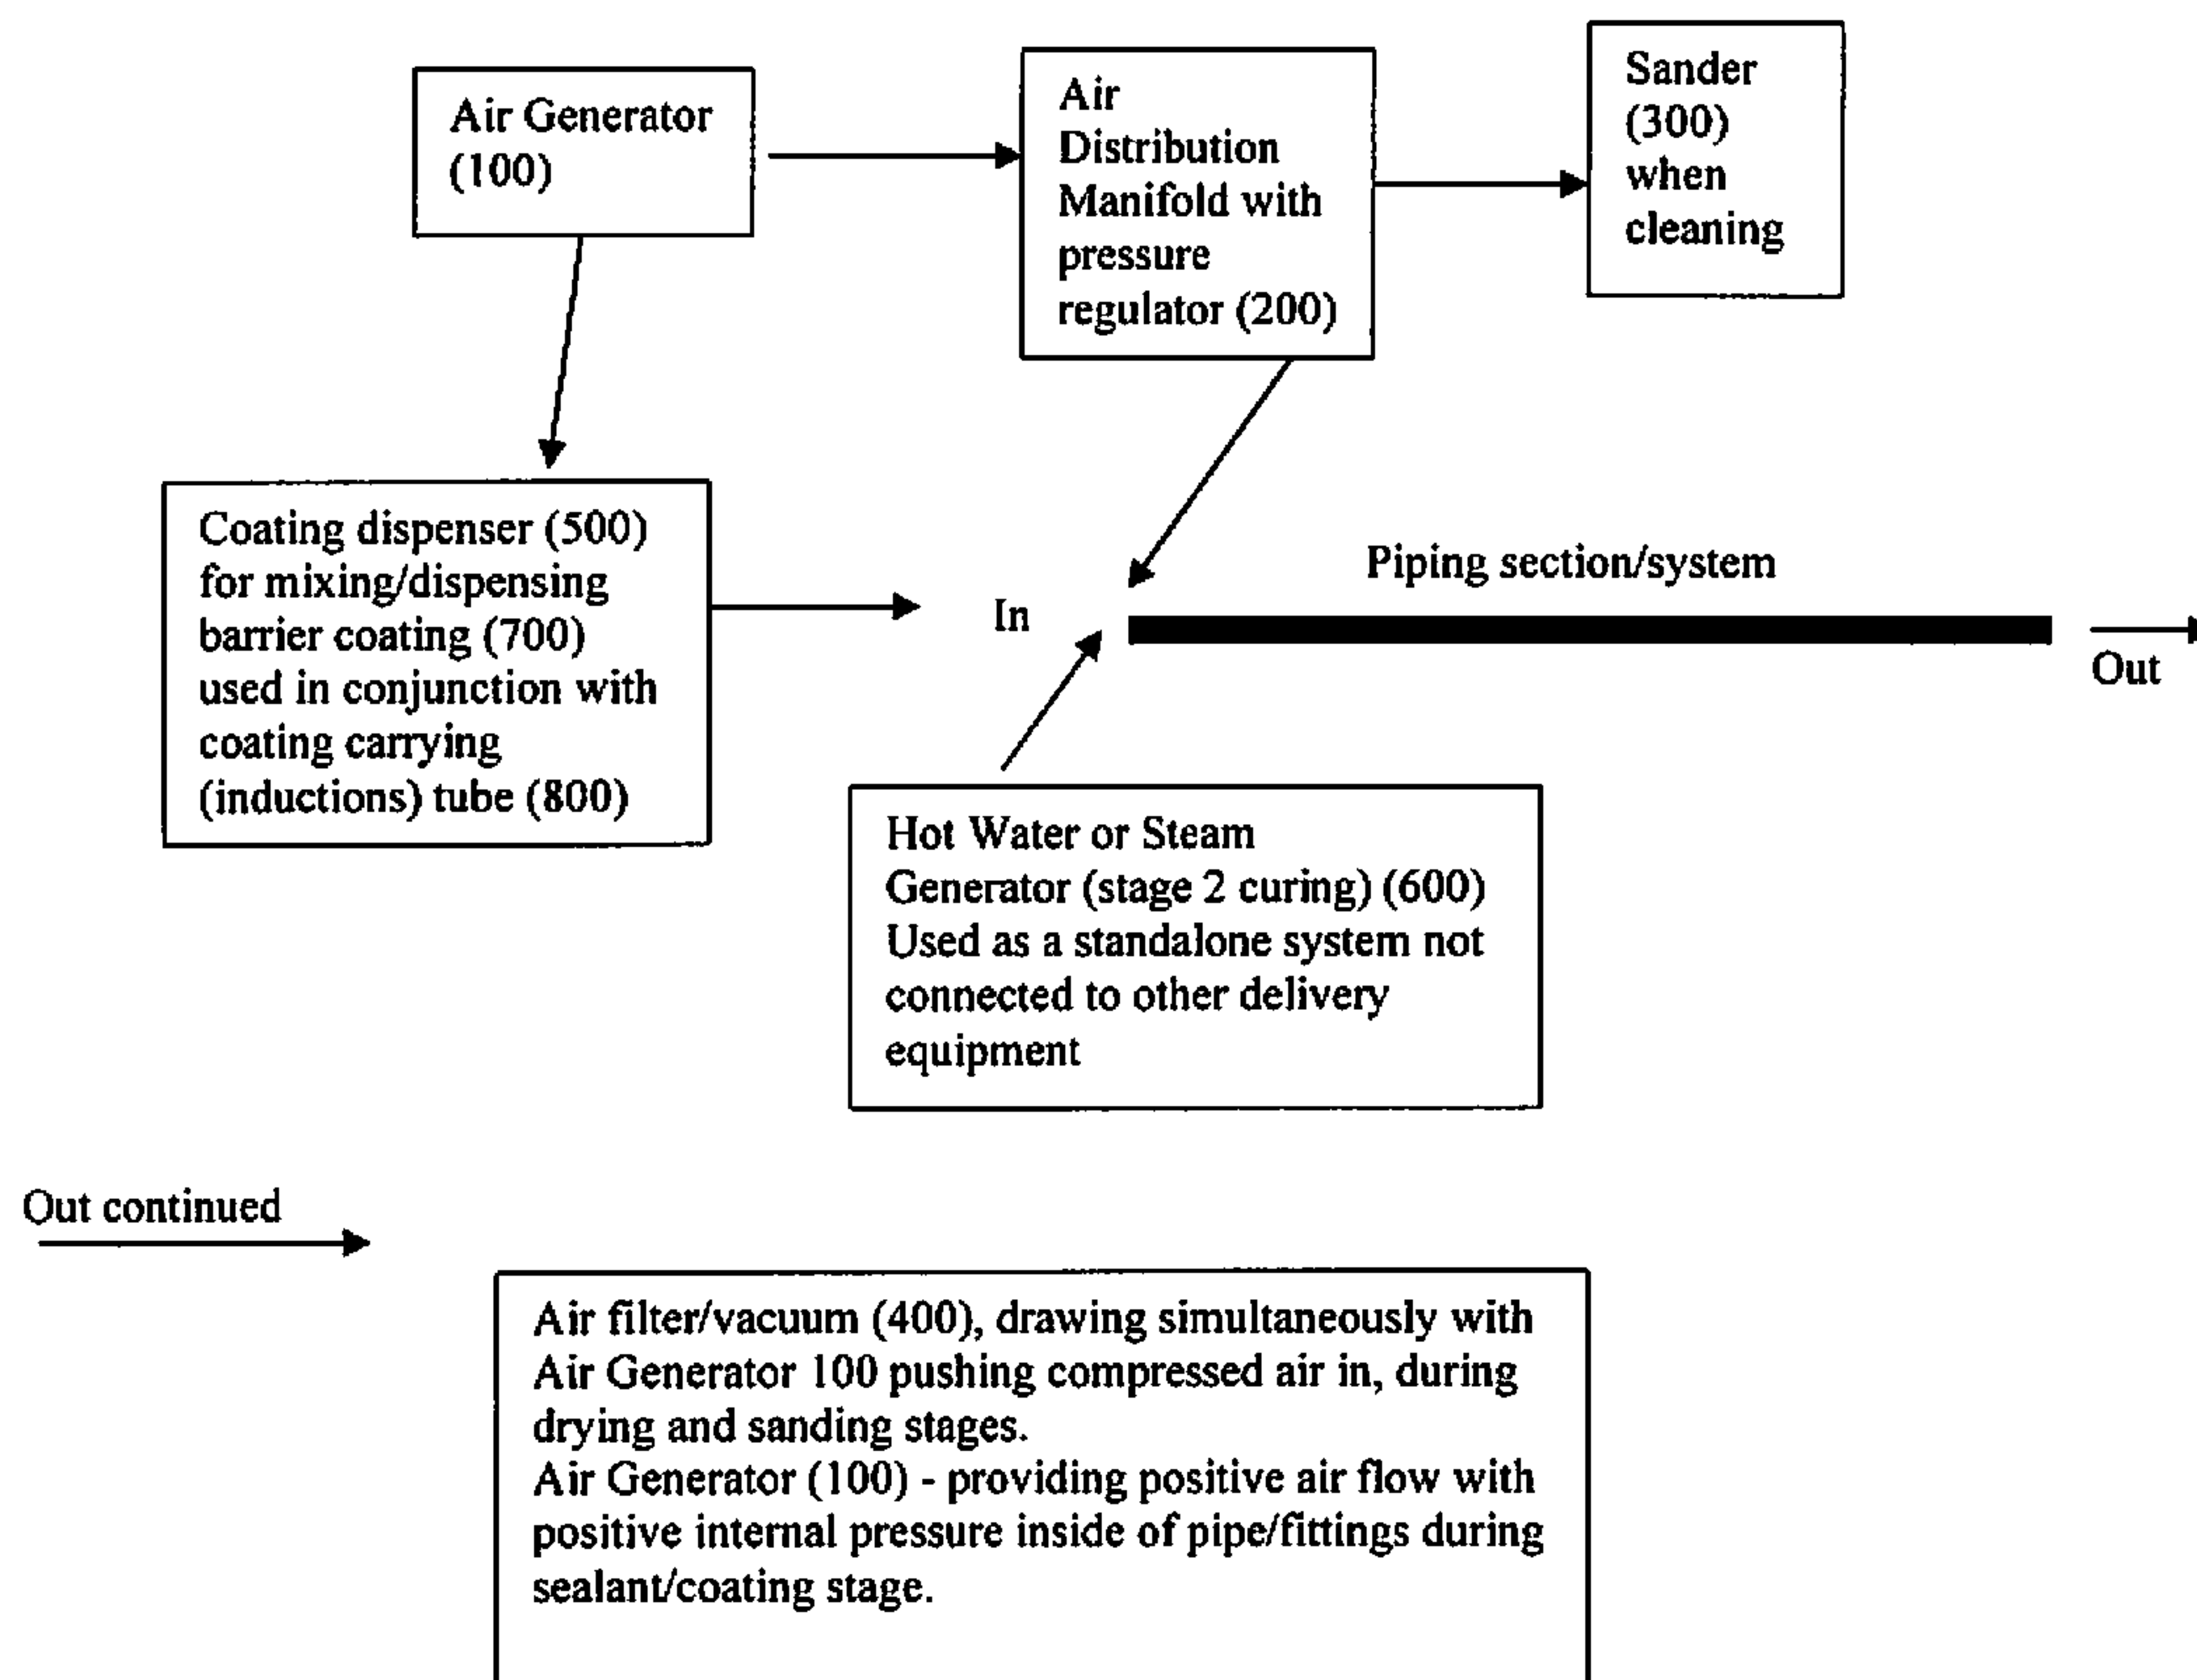 Air Generator
(100)
Air
Distribution
Manifold with
pressure
regulator (200)
Sander
(300)
when
cleaning
Coating dispenser (500)
for mixing/dispensing
barrier coating (700)
used in conjunction with
coating carrying
(inductions) tube (800)
In
Piping section/system
Out
Hot Water or Steam
Generator (stage 2 curing) (600)
Used as a standalone system not
connected to other delivery
equipment
Out continued
Air filter/vacuum (400), drawing simultaneously with
Air Generator 100 pushing compressed air in, during
drying and sanding stages.
Air Generator (100) - providing positive air flow with
positive internal pressure inside of pipe/fittings during
sealant/coating stage.